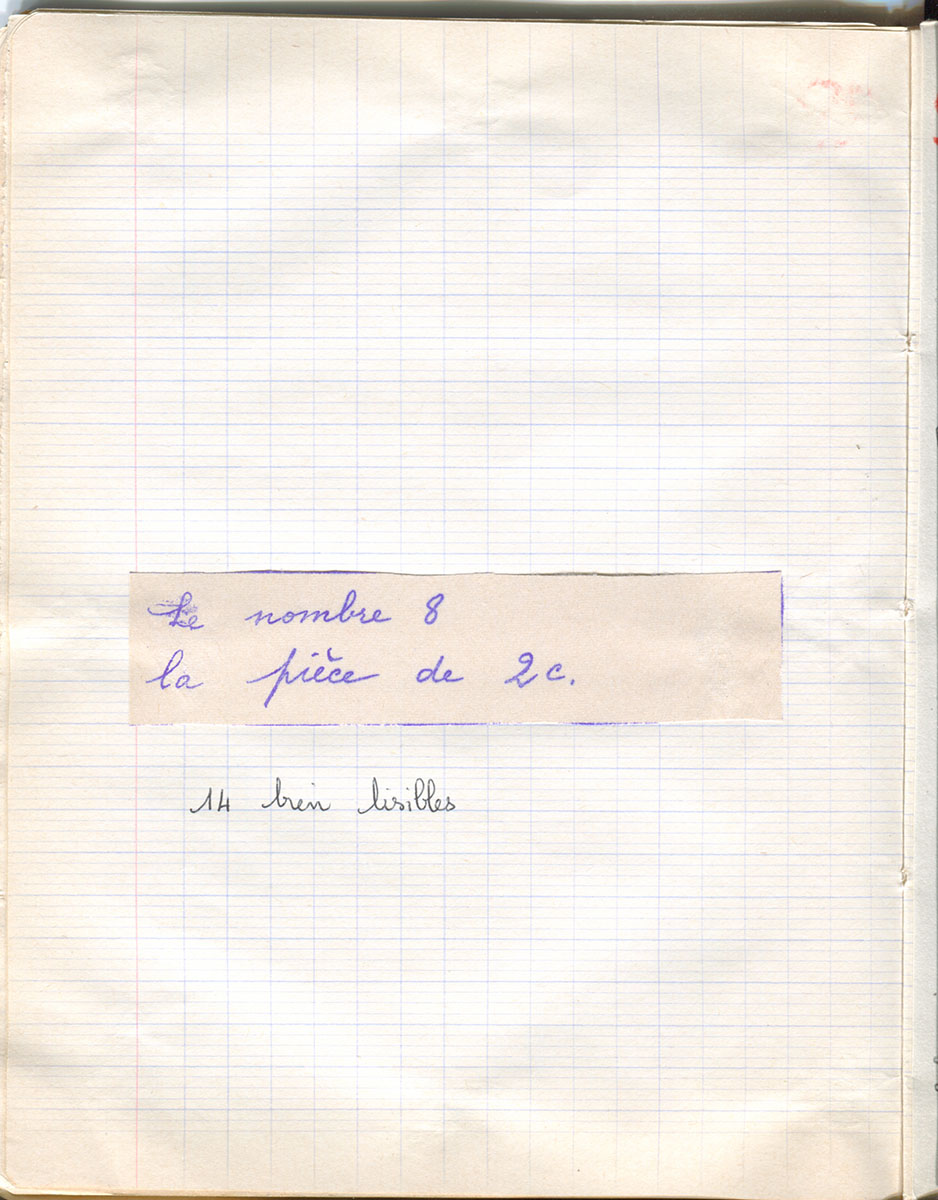 Le nombre 8
la pièce de 2c.
14 bien lisibles